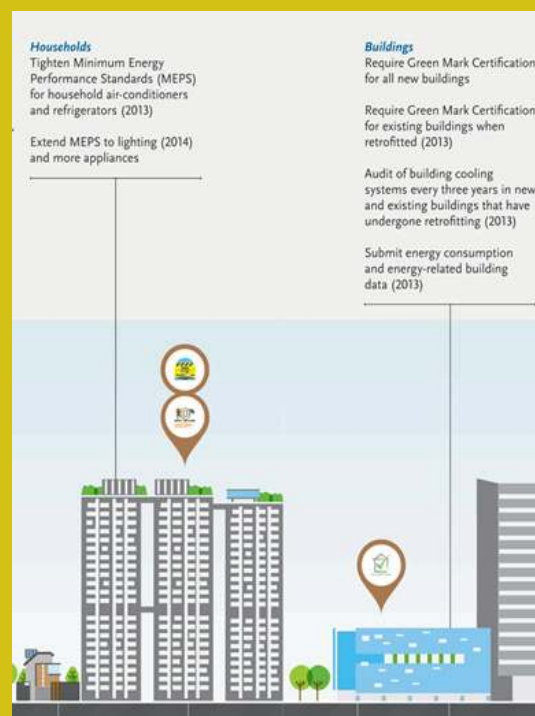 Households
Tighten Minimum Energy
Performance Standards (MEPS)
for household air-conditioners
and refrigerators (2013)
Extend MEPS to lighting (2014)
and more appliances
Buildings
Require Green Mark Certification
for all new buildings
Require Green Mark Certification
for existing buildings when
retrofitted (2013)
Audit of building cooling
systems every three years in new
and existing buildings that have
undergone retrofitting (2013)
Submit energy consumption
and energy-related building
data (2013)